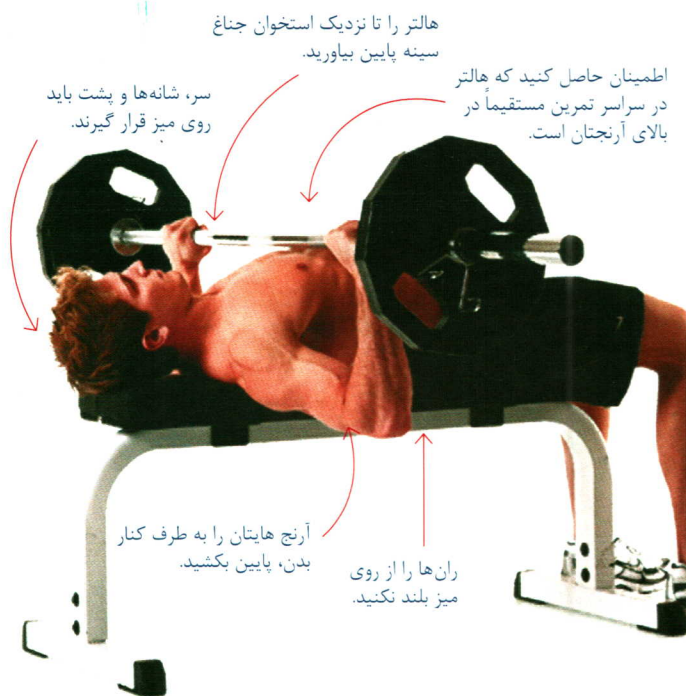 هالتر را تا نزدیک استخوان جناغ
سینه پایین بیاورید.
اطمینان حاصل کنید که هالتر
در سراسر تمرین مستقیماً در
بالای آرنجتان است.
سر، شانه‌ها و پشت باید
روی میز قرار گیرند.
آرنج هایتان را به طرف کنار
بدن، پایین بکشید.
ران‌ها را از روی
میز بلند نکنید.